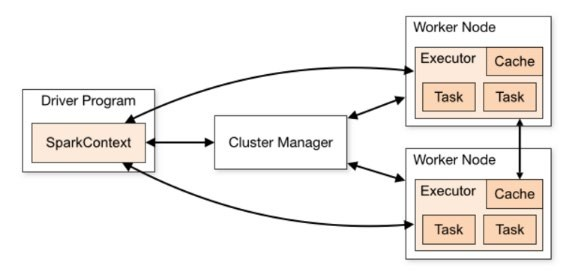 Worker Node
Executor
Cache
Task
Task
Driver Program
SparkContext
Cluster Manager
Worker Node
Executor
Cache
Task
Task